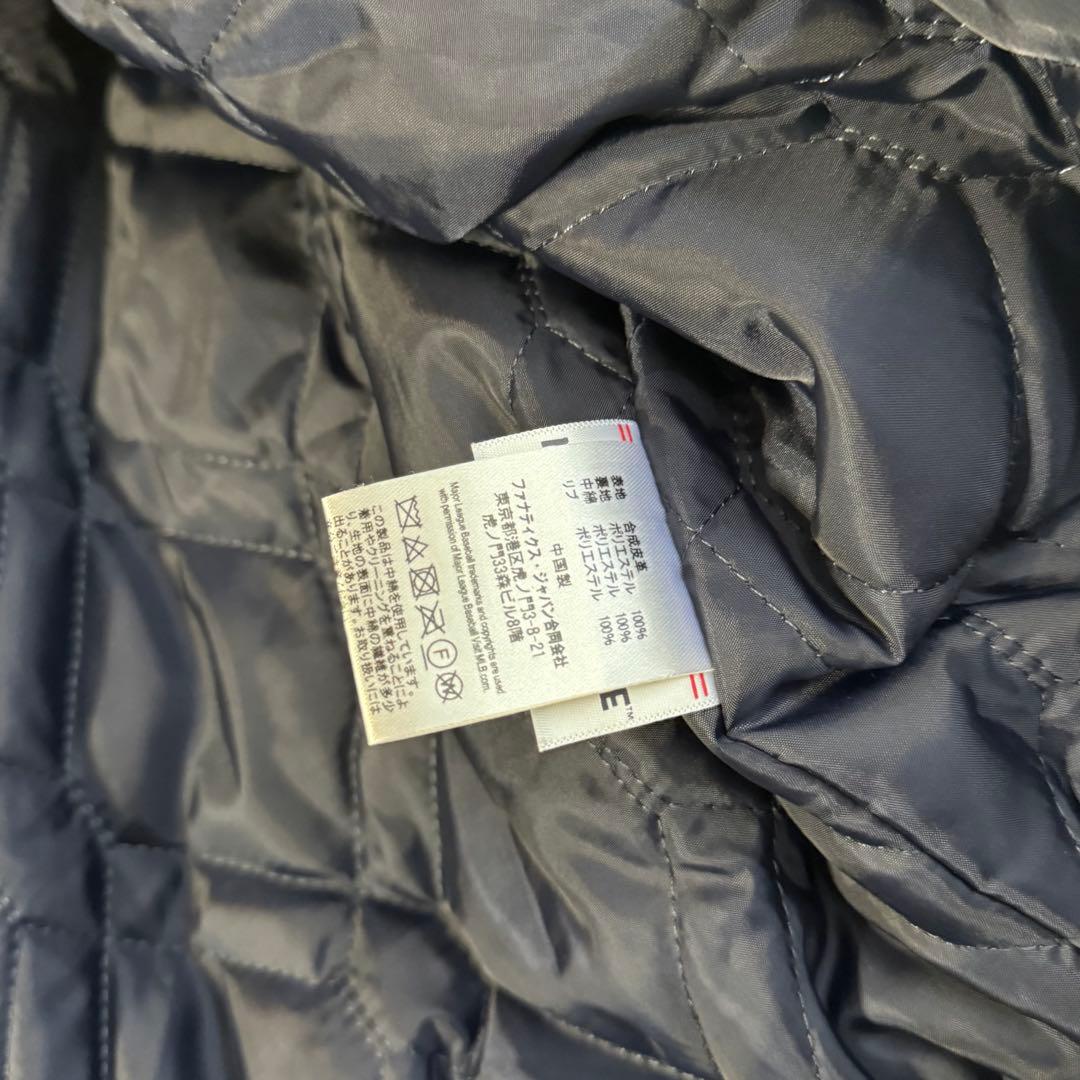 表地 合成皮革
裏地 ポリエステル 100%
中綿 ポリエステル 100%
リブ ポリエステル 100%
中国製
ファナティクス・ジャパン合同会社
東京都港区虎ノ門3-8-21
虎ノ門33森ビル8階
Major League Baseball trademarks and copyrights are used
with permission of Major League Baseball Visit MLB.com.
F
この製品は中綿を使用しています。
着用やクリーニングを重ねることによ
り、生地の表面に中綿の繊維が多少
出ることがあります。お取り扱いには
E™